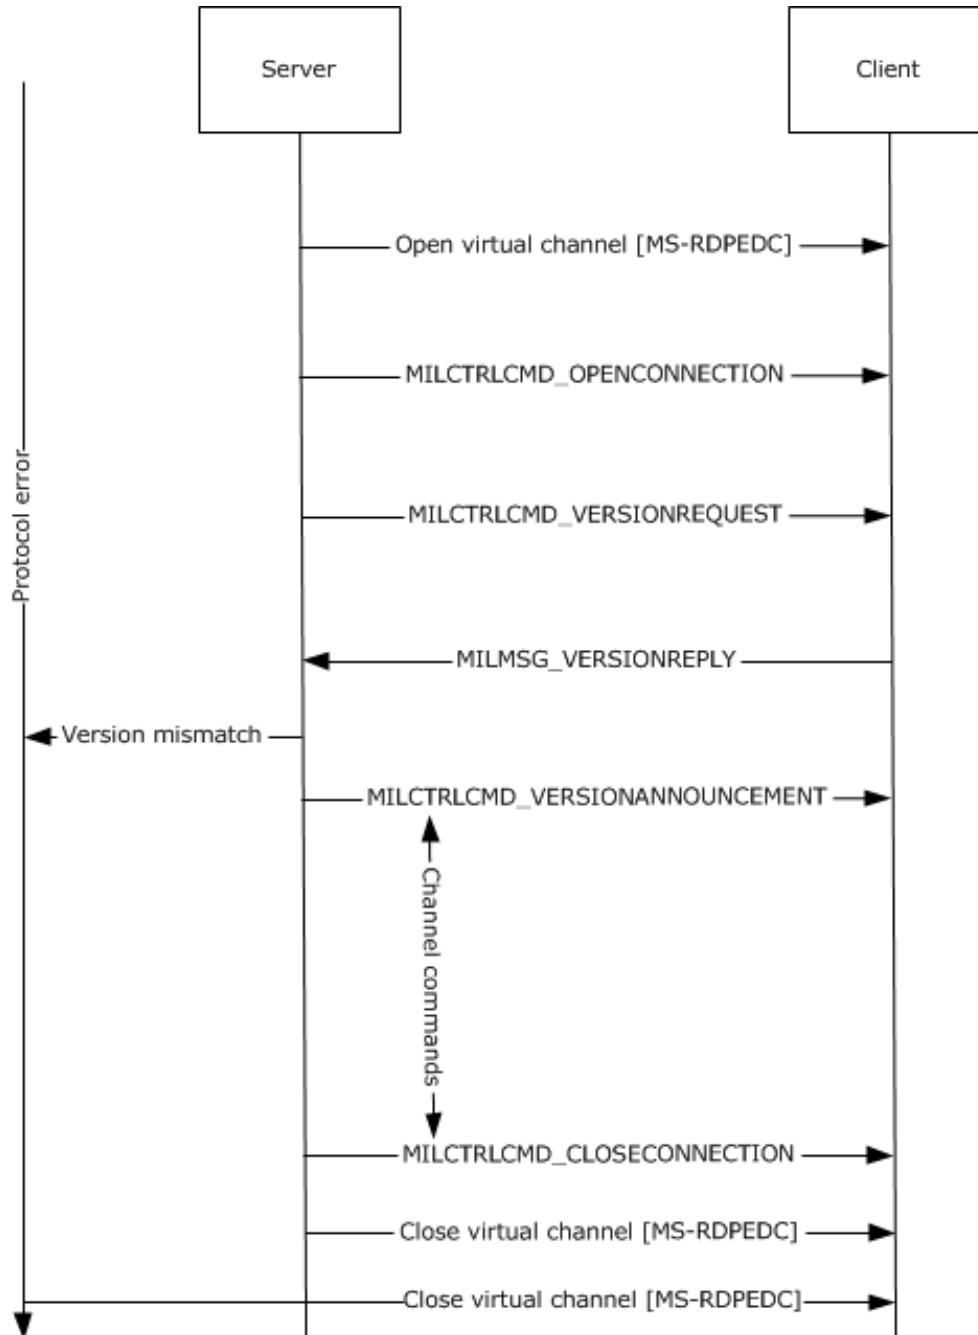 Server
Client
Open virtual channel [MS-RDPEDC]
MILCTRLCMD_OPENCONNECTION
Protocol error
MILCTRLCMD_VERSIONREQUEST
MILMSG_VERSIONREPLY
Version mismatch
MILCTRLCMD_VERSIONANNOUNCEMENT
Channel commands
MILCTRLCMD_CLOSECONNECTION
Close virtual channel [MS-RDPEDC]
Close virtual channel [MS-RDPEDC]